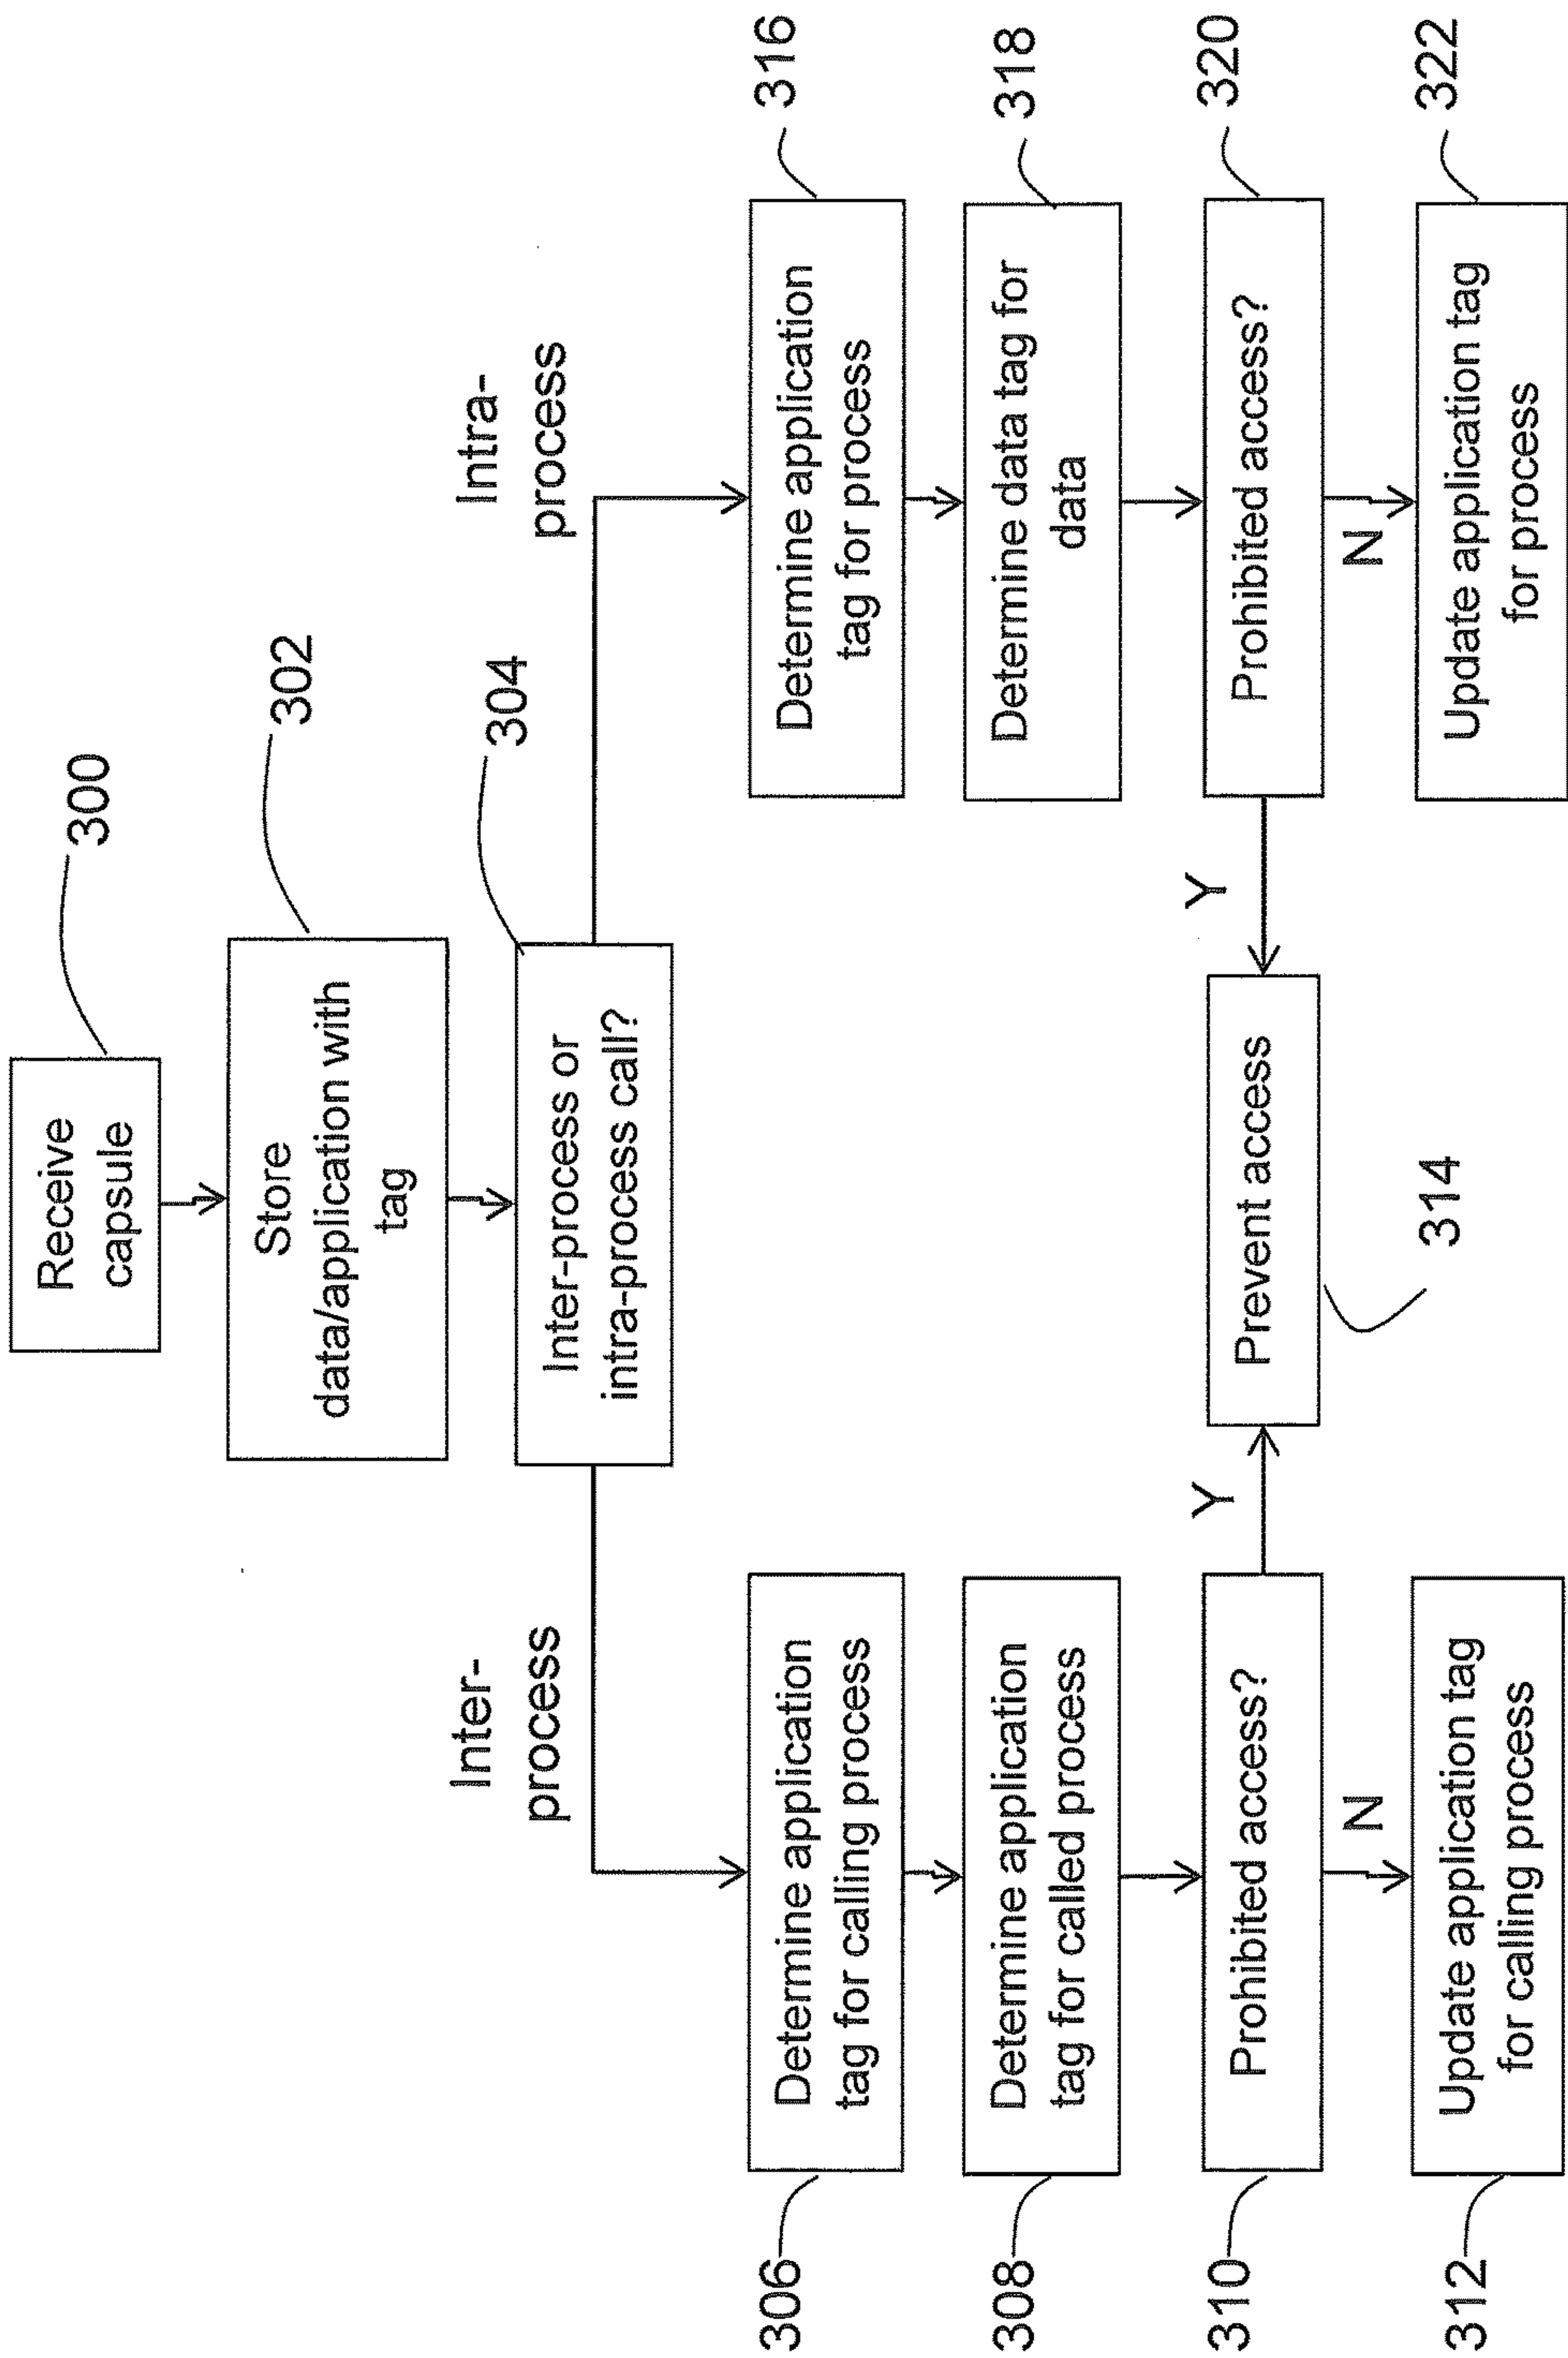 Receive
capsule
300
Store
data/application with
tag
302
Inter-process or
intra-process call?
304
Inter-
process
Intra-
process
306
Determine application
tag for calling process
Determine application
tag for process
316
308
Determine application
tag for called process
Determine data tag for
data
318
310
Prohibited access?
Y
Prevent access
314
Y
Prohibited access?
320
N
N
312
Update application tag
for calling process
Update application tag
for process
322